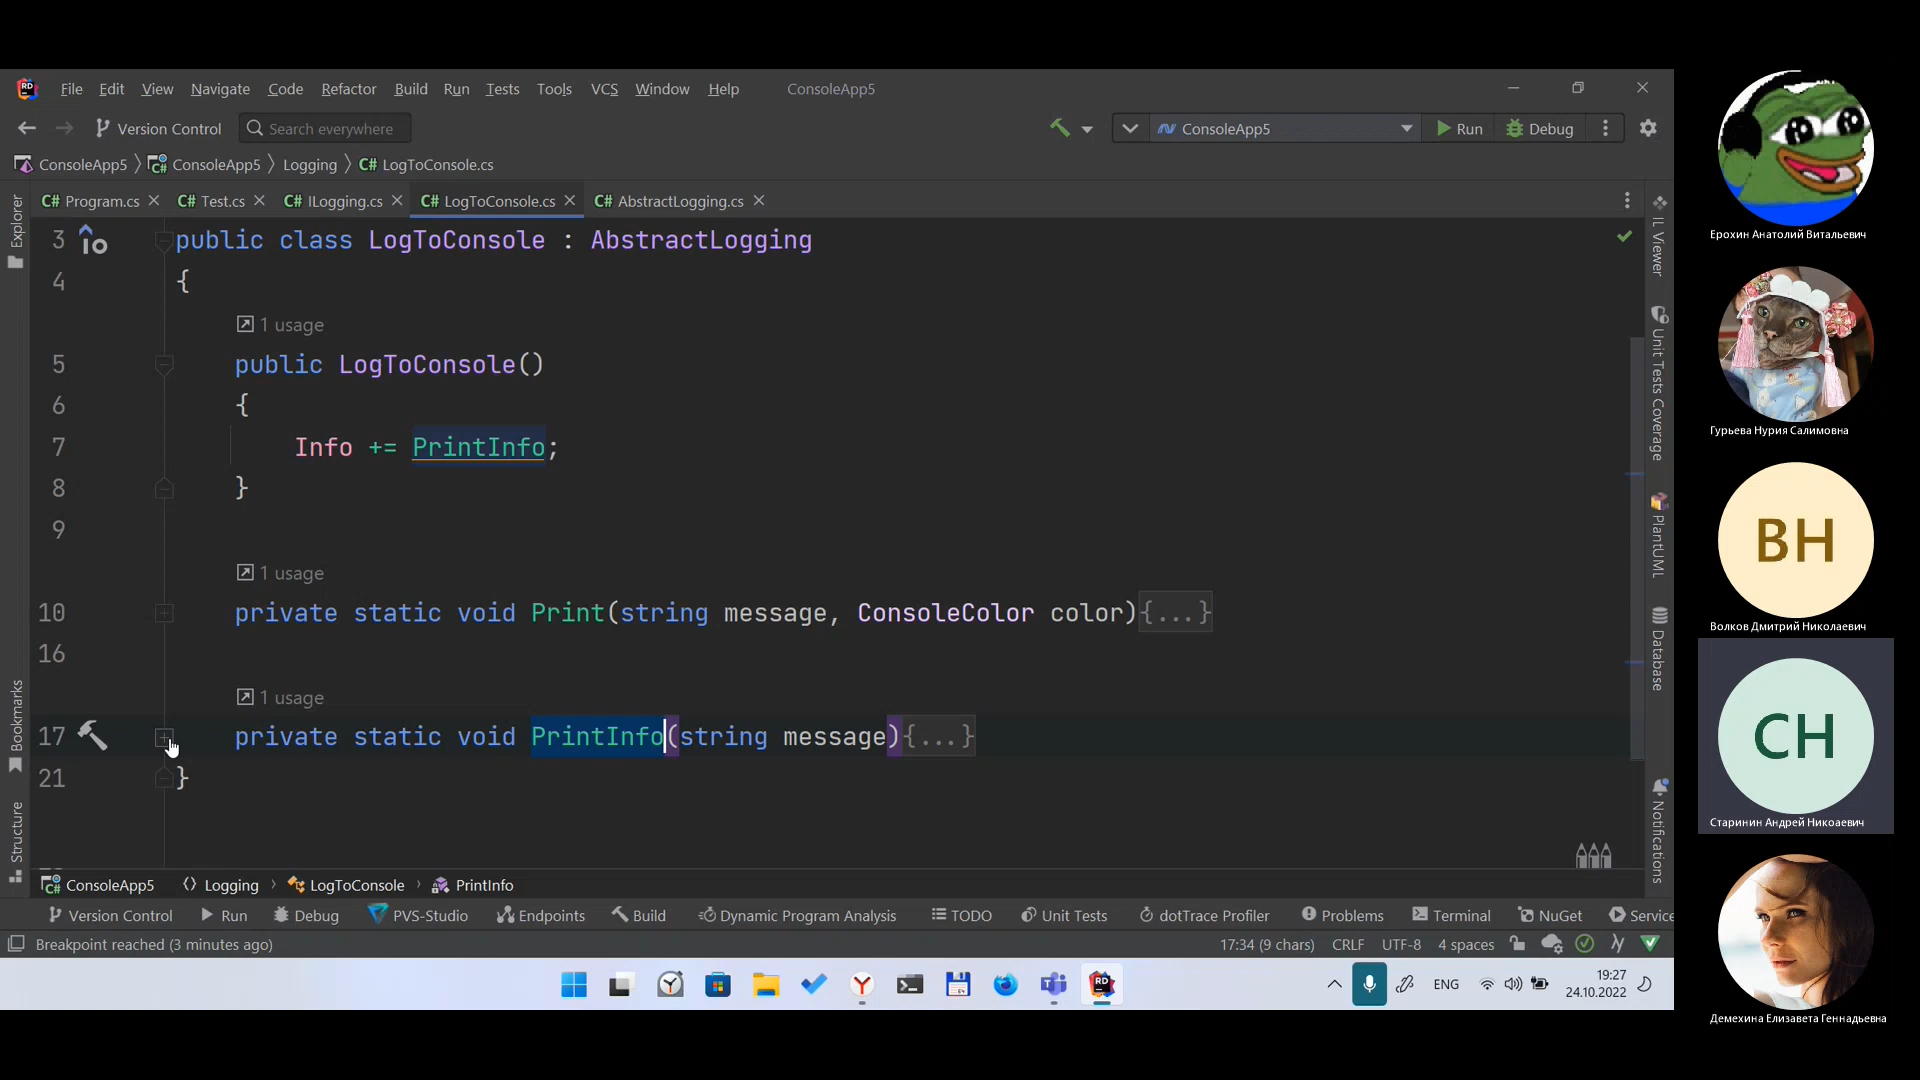 RD File Edit View Navigate Code Refactor Build Run Tests Tools VCS Window Help ConsoleApp5
Version Control Search everywhere ConsoleApp5 Run Debug
ConsoleApp5 ConsoleApp5 Logging C# LogToConsole.cs
C# Program.cs C# Test.cs C# ILogging.cs C# LogToConsole.cs C# AbstractLogging.cs
3 public class LogToConsole : AbstractLogging
4 {
1 usage
5 public LogToConsole()
6 {
7 Info += PrintInfo;
8 }
9
1 usage
10 private static void Print(string message, ConsoleColor color){...}
16
1 usage
17 private static void PrintInfo(string message){...}
21 }
Explorer
Bookmarks
Structure
IL Viewer
Unit Tests Coverage
PlantUML
Database
Notifications
ConsoleApp5 Logging LogToConsole PrintInfo
Version Control Run Debug PVS-Studio Endpoints Build Dynamic Program Analysis TODO Unit Tests dotTrace Profiler Problems Terminal NuGet Service
Breakpoint reached (3 minutes ago) 17:34 (9 chars) CRLF UTF-8 4 spaces
ENG 19:27
24.10.2022
Ерохин Анатолий Витальевич
Гурьева Нурия Салимовна
ВН
Волков Дмитрий Николаевич
СН
Старинин Андрей Никоаевич
Демехина Елизавета Геннадьевна